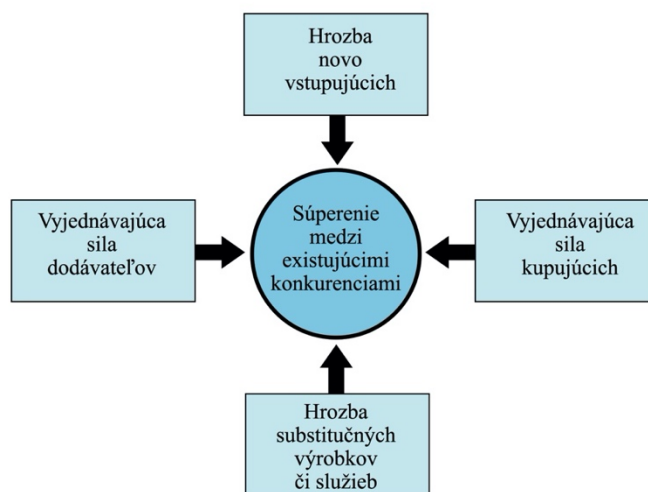 Hrozba
novo
vstupujúcich
Vyjednávajúca
sila
dodávateľov
Súperenie
medzi
existujúcimi
konkurenciami
Vyjednávajúca
sila
kupujúcich
Hrozba
substitučných
výrobkov
či služieb